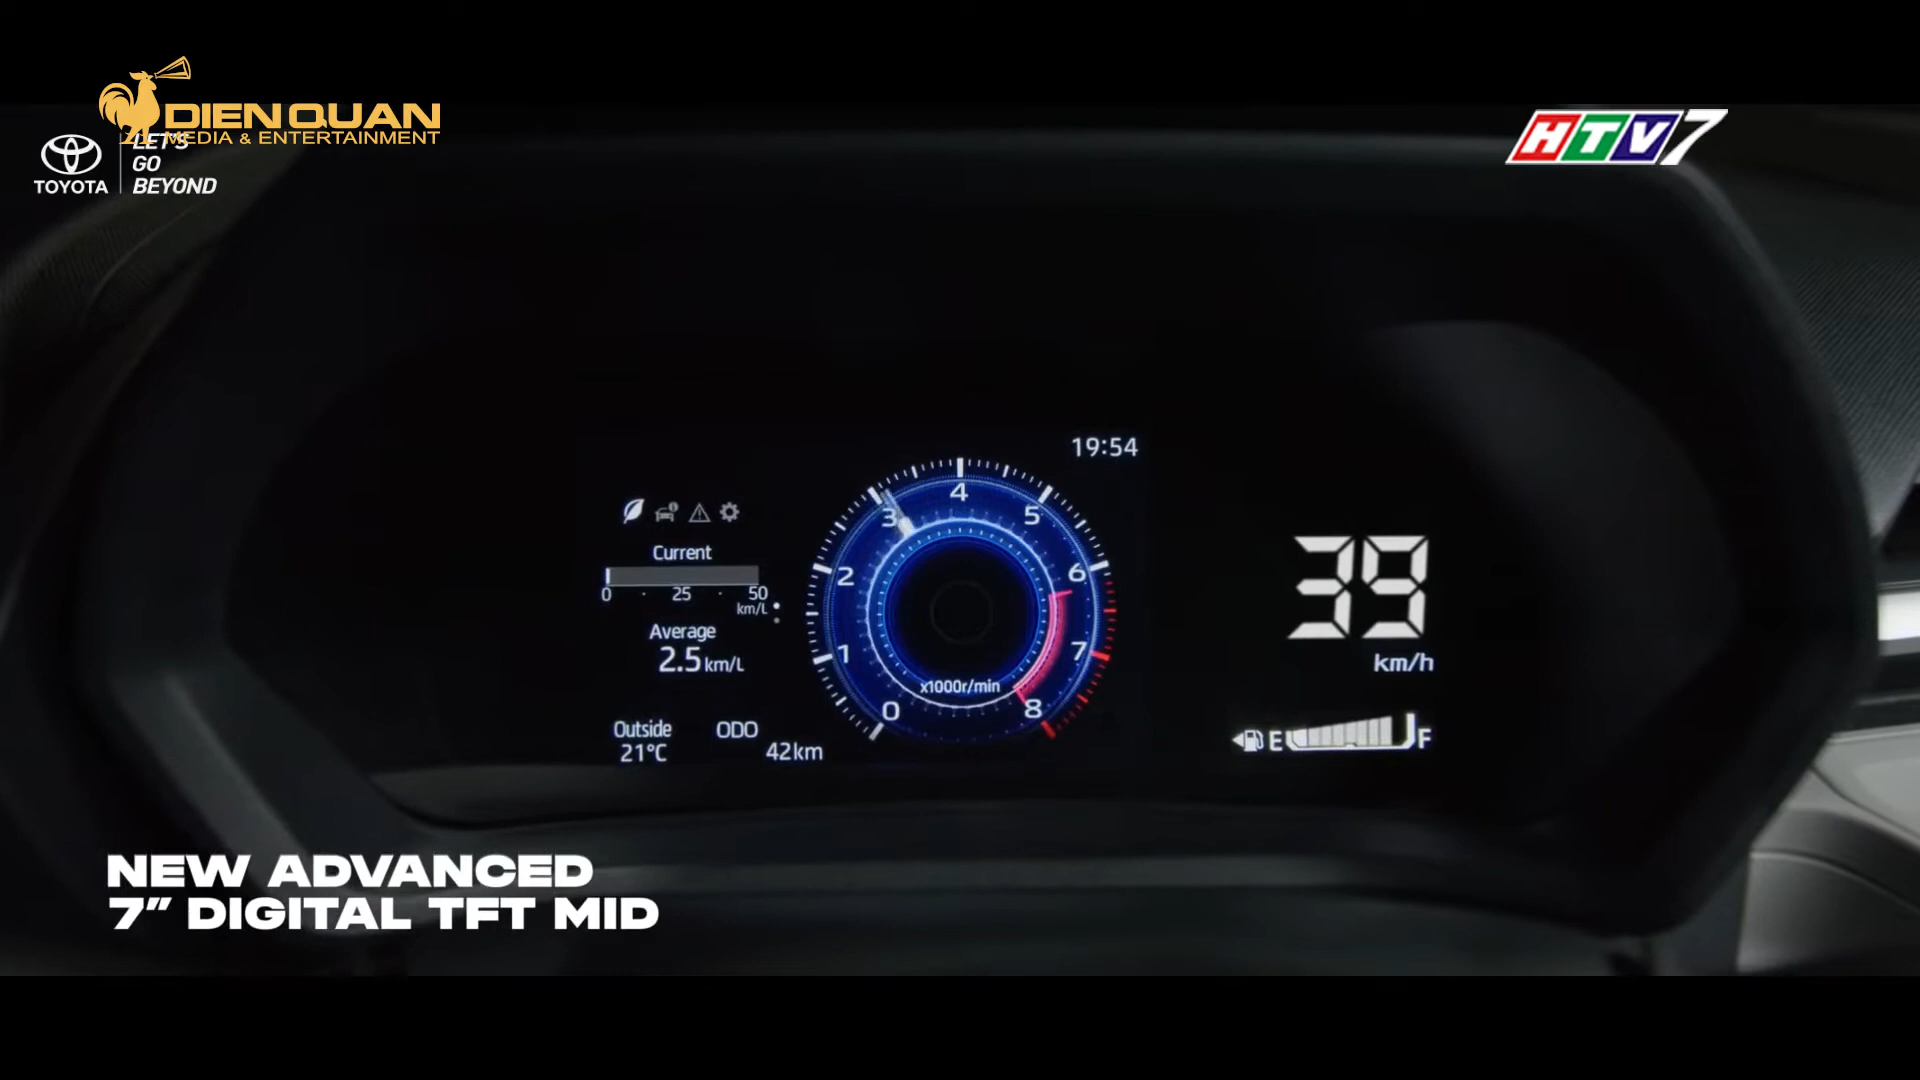 DIEN QUAN
MEDIA & ENTERTAINMENT
TOYOTA
LET'S
GO
BEYOND
HTV7
19:54
Current
0 25 50
km/L
Average
2.5 km/L
Outside
21°C
ODO
42km
0
1
2
3
4
5
6
7
8
x1000r/min
39
km/h
E F
NEW ADVANCED
7" DIGITAL TFT MID